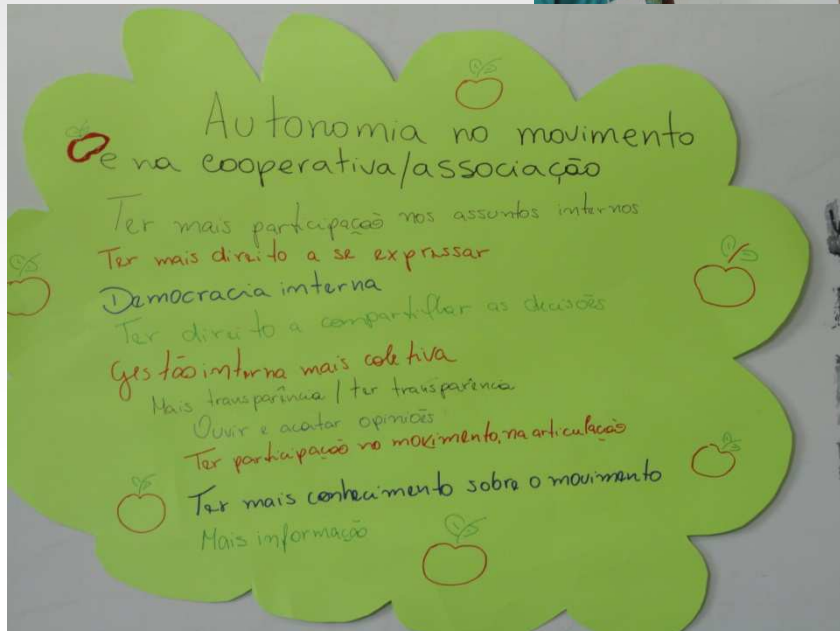 Autonomia no movimento
e na cooperativa/associação
Ter mais participação nos assuntos internos
Ter mais direito a se expressar
Democracia interna
Ter direito a compartilhar as decisões
Gestão interna mais coletiva
Mais transparência / ter transparência
Ouvir e acatar opiniões
Ter participação no movimento, na articulação
Ter mais conhecimento sobre o movimento
Mais informação